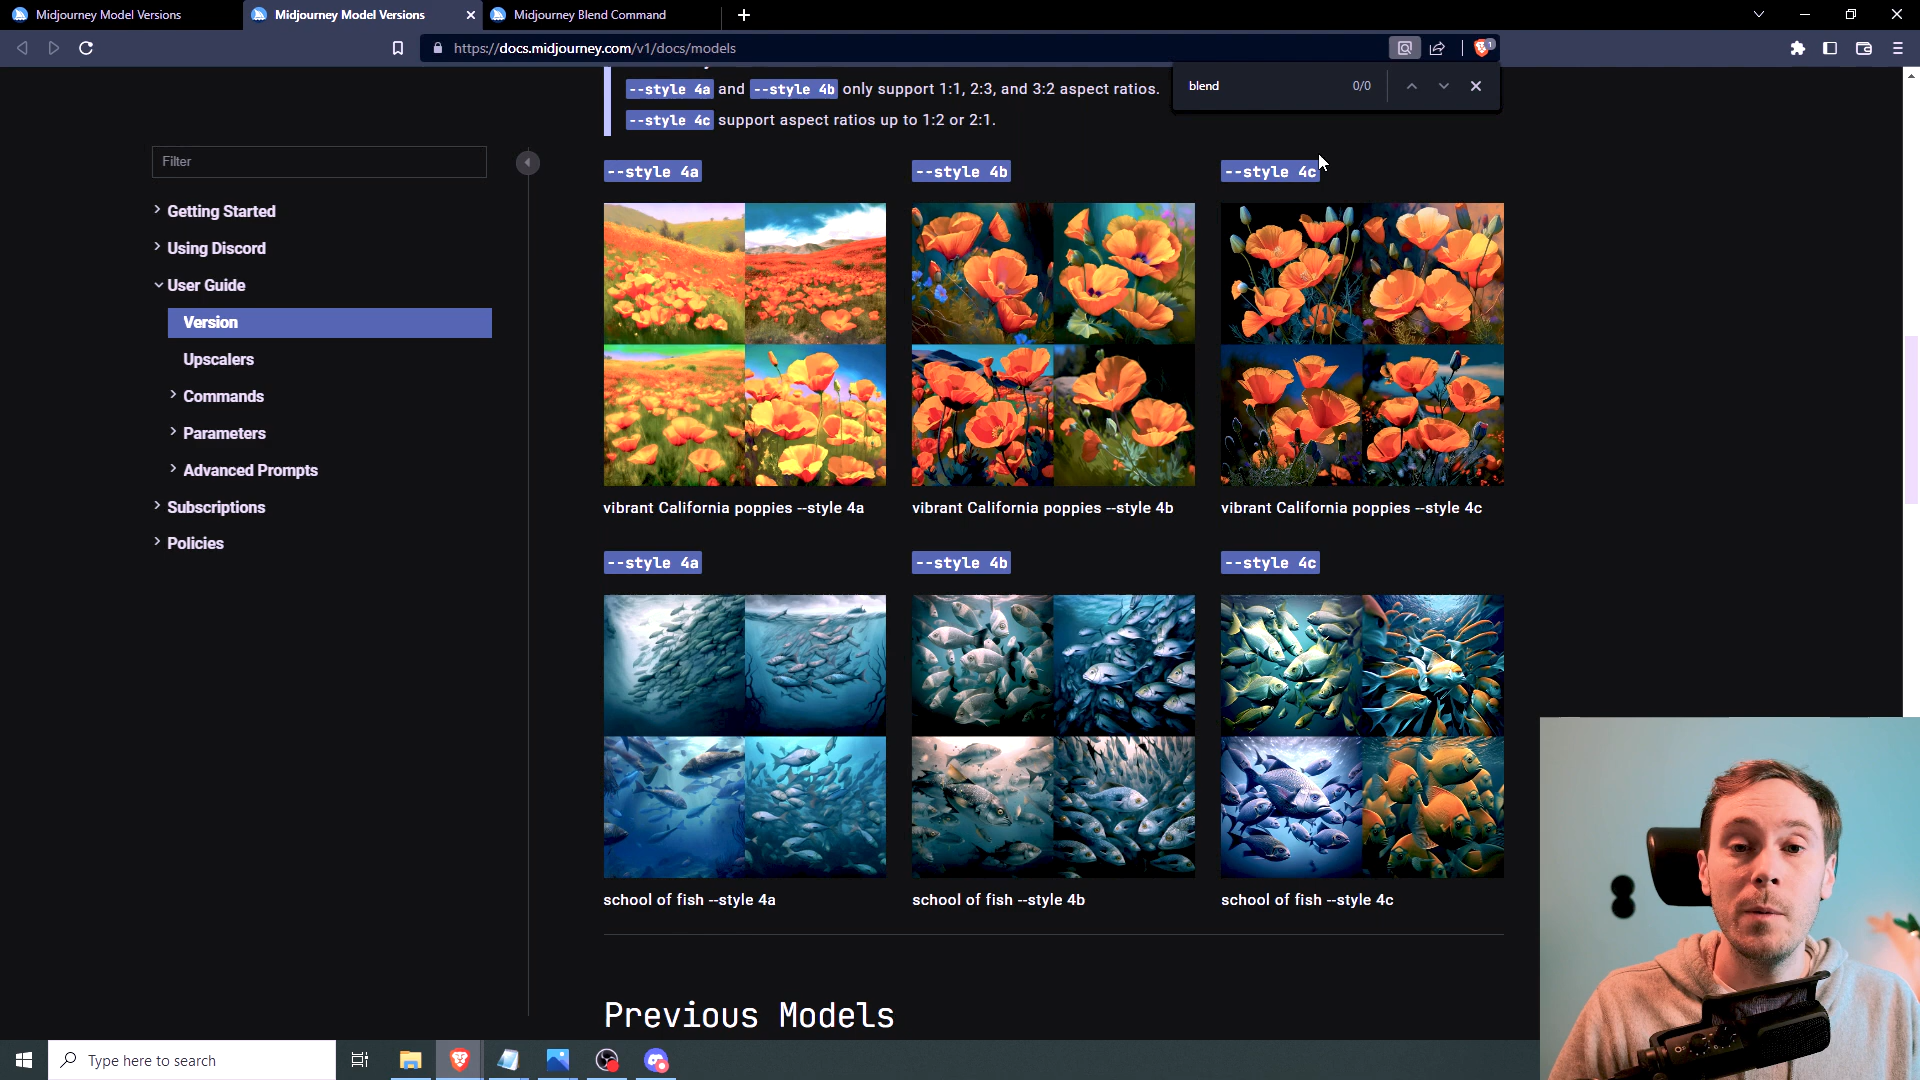 Midjourney Model Versions
Midjourney Model Versions
Midjourney Blend Command
https://docs.midjourney.com/v1/docs/models
1
blend
0/0
--style 4a and --style 4b only support 1:1, 2:3, and 3:2 aspect ratios.
--style 4c support aspect ratios up to 1:2 or 2:1.
Filter
Getting Started
Using Discord
User Guide
Version
Upscalers
Commands
Parameters
Advanced Prompts
Subscriptions
Policies
--style 4a
--style 4b
--style 4c
vibrant California poppies --style 4a
vibrant California poppies --style 4b
vibrant California poppies --style 4c
--style 4a
--style 4b
--style 4c
school of fish --style 4a
school of fish --style 4b
school of fish --style 4c
Previous Models
Type here to search